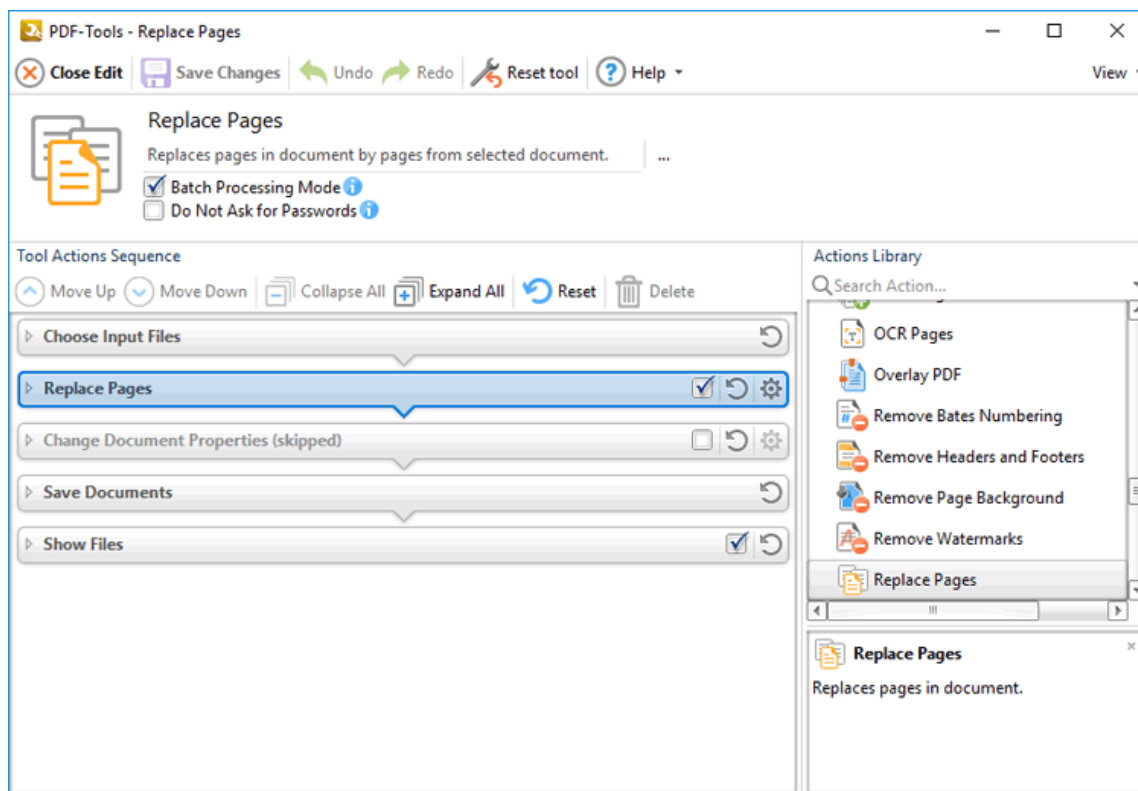 PDF-Tools - Replace Pages
Close Edit Save Changes Undo Redo Reset tool Help View
Replace Pages
Replaces pages in document by pages from selected document. ...
Batch Processing Mode
Do Not Ask for Passwords
Tool Actions Sequence
Move Up Move Down Collapse All Expand All Reset Delete
Choose Input Files
Replace Pages
Change Document Properties (skipped)
Save Documents
Show Files
Actions Library
Search Action...
OCR Pages
Overlay PDF
Remove Bates Numbering
Remove Headers and Footers
Remove Page Background
Remove Watermarks
Replace Pages
Replace Pages
Replaces pages in document.